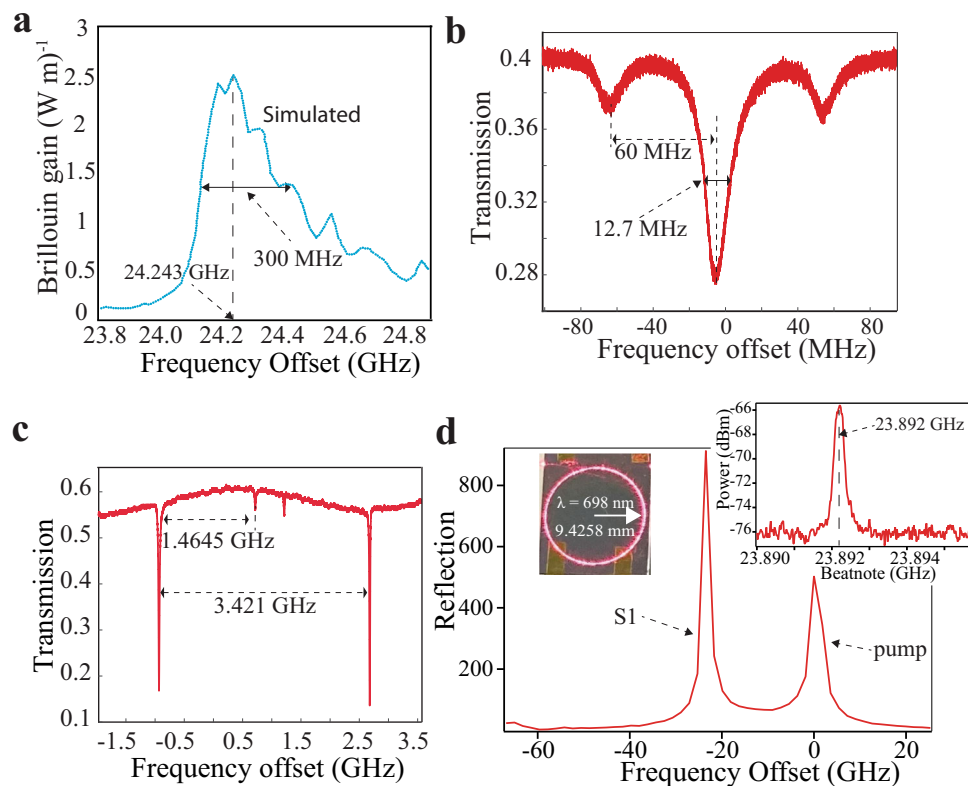 a
3
2.5
2
1.5
1
0.5
0
Brillouin gain (W m)-1
Simulated
300 MHz
24.243 GHz
23.8 24.0 24.2 24.4 24.6 24.8
Frequency Offset (GHz)
b
0.4
0.36
0.32
0.28
Transmission
60 MHz
12.7 MHz
-80 -40 0 40 80
Frequency offset (MHz)
c
0.6
0.5
0.4
0.3
0.2
0.1
Transmission
1.4645 GHz
3.421 GHz
-1.5 -0.5 0.5 1.5 2.5 3.5
Frequency offset (GHz)
d
800
600
400
200
Reflection
λ = 698 nm
9.4258 mm
S1
pump
-60 -40 -20 0 20
Frequency Offset (GHz)
-66
-70
-74
-76
Power (dBm)
23.892 GHz
23.890 23.892 23.894
Beatnote (GHz)